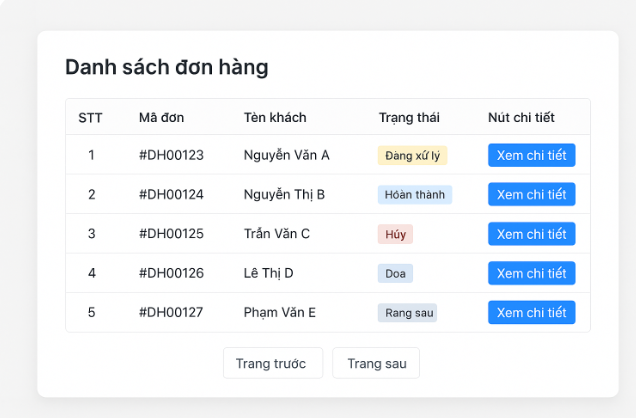 Danh sách đơn hàng
STT Mã đơn Tên khách Trạng thái Nút chi tiết
1 #DH00123 Nguyễn Văn A Đàng xử lý Xem chi tiết
2 #DH00124 Nguyễn Thị B Hóàn thành Xem chi tiết
3 #DH00125 Trần Văn C Húy Xem chi tiết
4 #DH00126 Lê Thị D Doa Xem chi tiết
5 #DH00127 Phạm Văn E Rang sau Xem chi tiết
Trang trước Trang sau